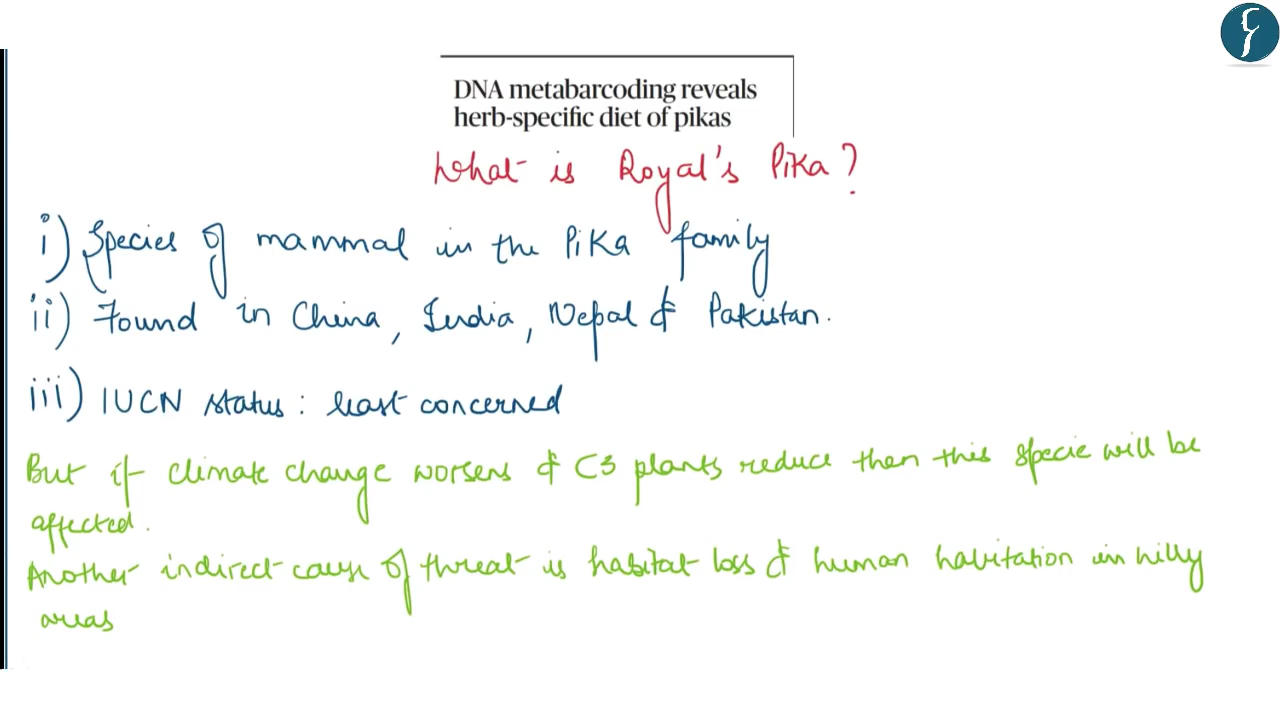 DNA metabarcoding reveals
herb-specific diet of pikas
What is Royal's Pika?
i) Species of mammal in the Pika family
ii) Found in China, India, Nepal & Pakistan.
iii) IUCN status: least concerned
But if climate change worsens & C3 plants reduce then this specie will be
affected.
Another indirect cause of threat is habitat loss & human habitation in hilly
areas